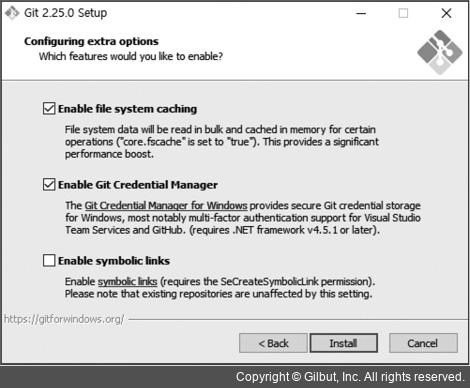 Git 2.25.0 Setup
Configuring extra options
Which features would you like to enable?
Enable file system caching
File system data will be read in bulk and cached in memory for certain
operations ("core.fscache" is set to "true"). This provides a significant
performance boost.
Enable Git Credential Manager
The Git Credential Manager for Windows provides secure Git credential storage
for Windows, most notably multi-factor authentication support for Visual Studio
Team Services and GitHub. (requires .NET framework v4.5.1 or later).
Enable symbolic links
Enable symbolic links (requires the SeCreateSymbolicLink permission).
Please note that existing repositories are unaffected by this setting.
https://gitforwindows.org/
< Back Install Cancel
Copyright © Gilbut, Inc. All rights reserved.